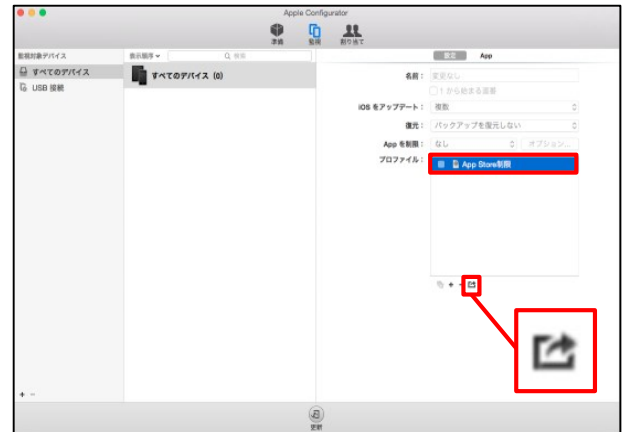 Apple Configurator
準備
監視
割り当て
監視対象デバイス
すべてのデバイス
USB 接続
表示順序
検索
すべてのデバイス (0)
設定
App
名前：
変更なし
1 から始まる連番
iOS をアップデート：
複数
復元：
バックアップを復元しない
App を制限：
なし
オプション...
プロファイル：
App Store制限
+ -
+ -
更新